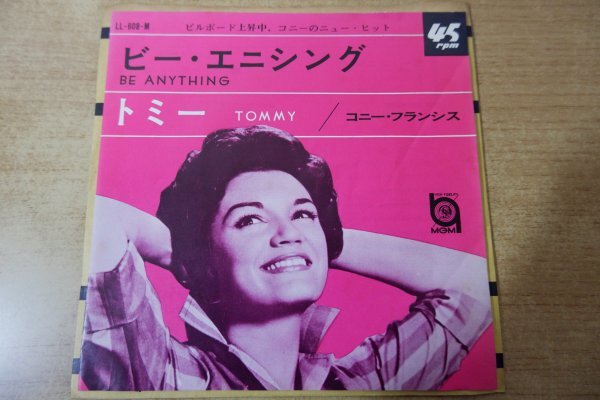 LL-608-M
ビルボード上昇中，コニーのニュー・ヒット
45
rpm
ビー・エニシング
BE ANYTHING
トミー TOMMY / コニー・フランシス
HIGH FIDELITY
MGM